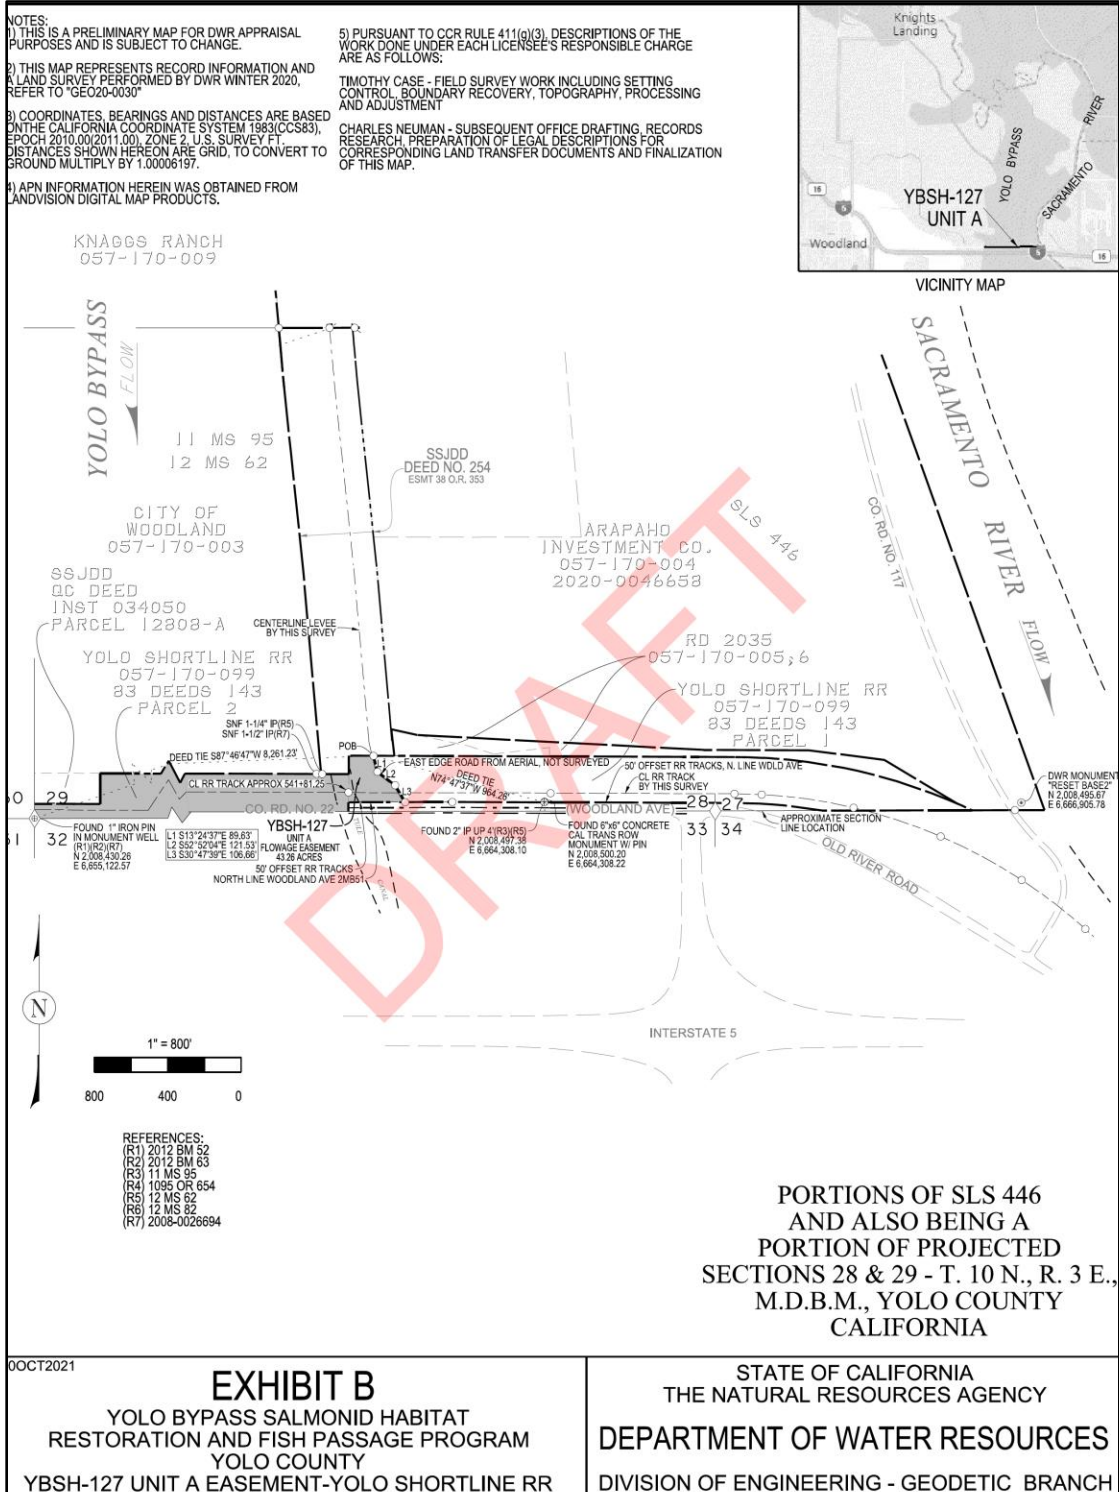 NOTES:
1) THIS IS A PRELIMINARY MAP FOR DWR APPRAISAL
PURPOSES AND IS SUBJECT TO CHANGE.
2) THIS MAP REPRESENTS RECORD INFORMATION AND
A LAND SURVEY PERFORMED BY DWR WINTER 2020,
REFER TO "GEO20-0030"
3) COORDINATES, BEARINGS AND DISTANCES ARE BASED
ON THE CALIFORNIA COORDINATE SYSTEM 1983(CCS83),
EPOCH 2010.00(2011.00), ZONE 2, U.S. SURVEY FT.
DISTANCES SHOWN HEREON ARE GRID, TO CONVERT TO
GROUND MULTIPLY BY 1.00006197.
4) APN INFORMATION HEREIN WAS OBTAINED FROM
LANDVISION DIGITAL MAP PRODUCTS.
5) PURSUANT TO CCR RULE 411(g)(3), DESCRIPTIONS OF THE
WORK DONE UNDER EACH LICENSEE'S RESPONSIBLE CHARGE
ARE AS FOLLOWS:
TIMOTHY CASE - FIELD SURVEY WORK INCLUDING SETTING
CONTROL, BOUNDARY RECOVERY, TOPOGRAPHY, PROCESSING
AND ADJUSTMENT
CHARLES NEUMAN - SUBSEQUENT OFFICE DRAFTING, RECORDS
RESEARCH, PREPARATION OF LEGAL DESCRIPTIONS FOR
CORRESPONDING LAND TRANSFER DOCUMENTS AND FINALIZATION
OF THIS MAP.
Knights
Landing
YOLO BYPASS
SACRAMENTO
RIVER
16
5
YBSH-127
UNIT A
Woodland
5
16
VICINITY MAP
KNAGGS RANCH
057-170-009
YOLO BYPASS
FLOW
11 MS 95
12 MS 62
SSJDD
DEED NO. 254
ESMT 38 O.R. 353
CITY OF
WOODLAND
057-170-003
ARAPAHO
INVESTMENT CO.
057-170-004
2020-0046658
SLS 446
CO. RD. NO. 117
SACRAMENTO RIVER
FLOW
SSJDD
QC DEED
INST 034050
PARCEL 12808-A
CENTERLINE LEVEE
BY THIS SURVEY
YOLO SHORTLINE RR
057-170-099
83 DEEDS 143
PARCEL 2
RD 2035
057-170-005;6
YOLO SHORTLINE RR
057-170-099
83 DEEDS 143
PARCEL 1
SNF 1-1/4" IP(R5)
SNF 1-1/2" IP(R7)
POB
DEED TIE S87°46'47"W 8,261.23'
L1
L2
L3
EAST EDGE ROAD FROM AERIAL, NOT SURVEYED
DEED TIE
N74°47'37"W 964.26'
50' OFFSET RR TRACKS, N. LINE WDLD AVE
CL RR TRACK
BY THIS SURVEY
CL RR TRACK APPROX 541+81.25
DWR MONUMENT
"RESET BASE2"
N 2,008,495.67
E 6,666,905.78
30 29
CO. RD. NO. 22
(WOODLAND AVE)
28 27
31 32
33 34
APPROXIMATE SECTION
LINE LOCATION
FOUND 1" IRON PIN
IN MONUMENT WELL
(R1)(R2)(R7)
N 2,008,430.26
E 6,655,122.57
L1 S13°24'37"E 89.63'
L2 S52°52'04"E 121.53'
L3 S30°47'39"E 106.66'
YBSH-127
UNIT A
FLOWAGE EASEMENT
43.26 ACRES
50' OFFSET RR TRACKS
NORTH LINE WOODLAND AVE 2MB51
CANAL
FOUND 2" IP UP 4'(R3)(R5)
N 2,008,497.38
E 6,664,308.10
FOUND 6"x6" CONCRETE
CAL TRANS ROW
MONUMENT W/ PIN
N 2,008,500.20
E 6,664,308.22
OLD RIVER ROAD
INTERSTATE 5
DRAFT
N
1" = 800'
800 400 0
REFERENCES:
(R1) 2012 BM 52
(R2) 2012 BM 63
(R3) 11 MS 95
(R4) 1095 OR 654
(R5) 12 MS 62
(R6) 12 MS 82
(R7) 2008-0026694
PORTIONS OF SLS 446
AND ALSO BEING A
PORTION OF PROJECTED
SECTIONS 28 & 29 - T. 10 N., R. 3 E.,
M.D.B.M., YOLO COUNTY
CALIFORNIA
0OCT2021
EXHIBIT B
YOLO BYPASS SALMONID HABITAT
RESTORATION AND FISH PASSAGE PROGRAM
YOLO COUNTY
YBSH-127 UNIT A EASEMENT-YOLO SHORTLINE RR
STATE OF CALIFORNIA
THE NATURAL RESOURCES AGENCY
DEPARTMENT OF WATER RESOURCES
DIVISION OF ENGINEERING - GEODETIC BRANCH